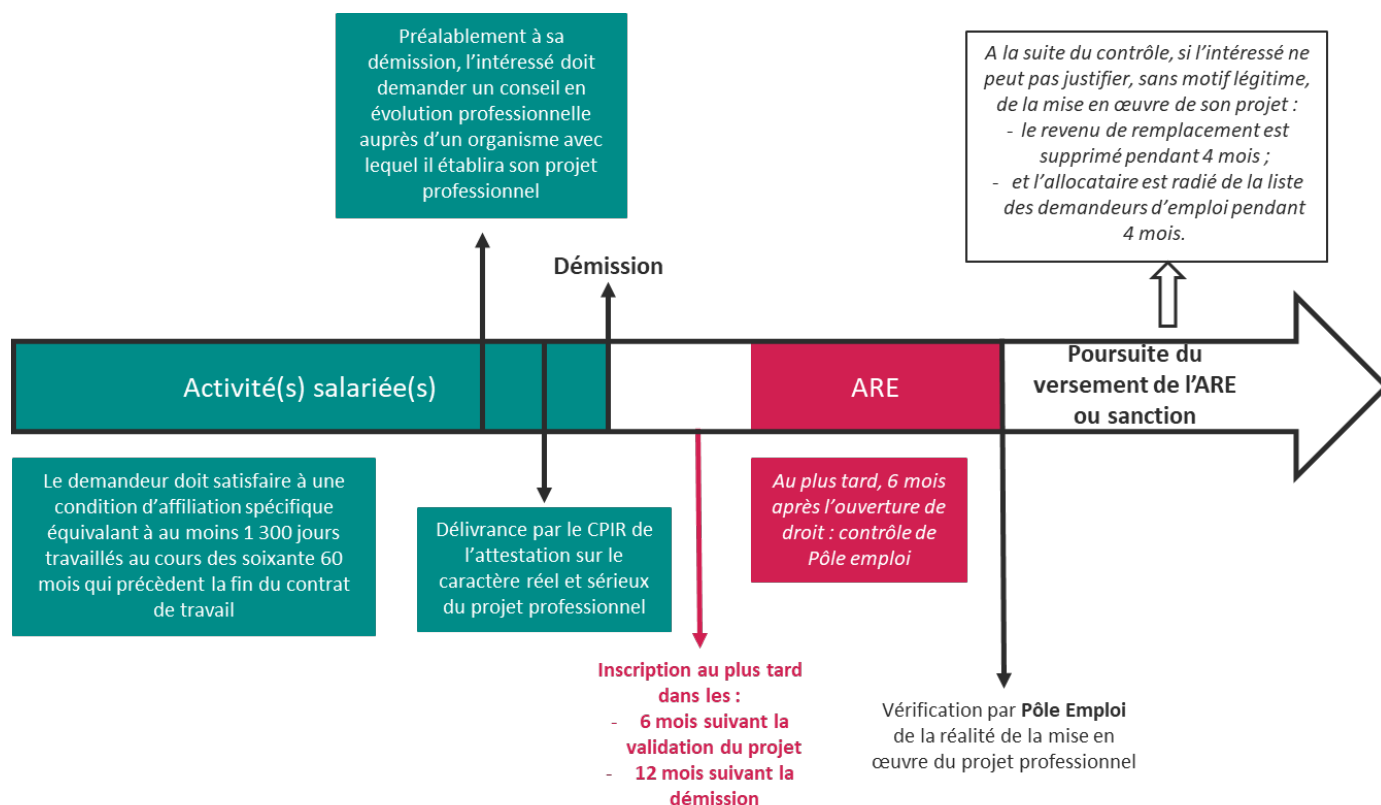 Préalablement à sa
démission, l’intéressé doit
demander un conseil en
évolution professionnelle
auprès d’un organisme avec
lequel il établira son projet
professionnel
A la suite du contrôle, si l’intéressé ne
peut pas justifier, sans motif légitime,
de la mise en œuvre de son projet :
- le revenu de remplacement est
supprimé pendant 4 mois ;
- et l’allocataire est radié de la liste
des demandeurs d’emploi pendant
4 mois.
Démission
Activité(s) salariée(s)
ARE
Poursuite du
versement de l’ARE
ou sanction
Le demandeur doit satisfaire à une
condition d’affiliation spécifique
équivalant à au moins 1 300 jours
travaillés au cours des soixante 60
mois qui précèdent la fin du contrat
de travail
Délivrance par le CPIR de
l’attestation sur le
caractère réel et sérieux
du projet professionnel
Au plus tard, 6 mois
après l’ouverture de
droit : contrôle de
Pôle emploi
Inscription au plus tard
dans les :
- 6 mois suivant la
validation du projet
- 12 mois suivant la
démission
Vérification par Pôle Emploi
de la réalité de la mise en
œuvre du projet professionnel